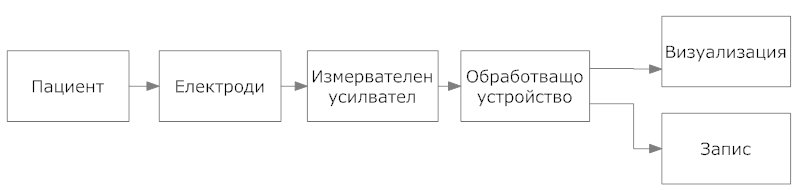 Пациент
Електроди
Измервателен
усилвател
Обработващо
устройство
Визуализация
Запис